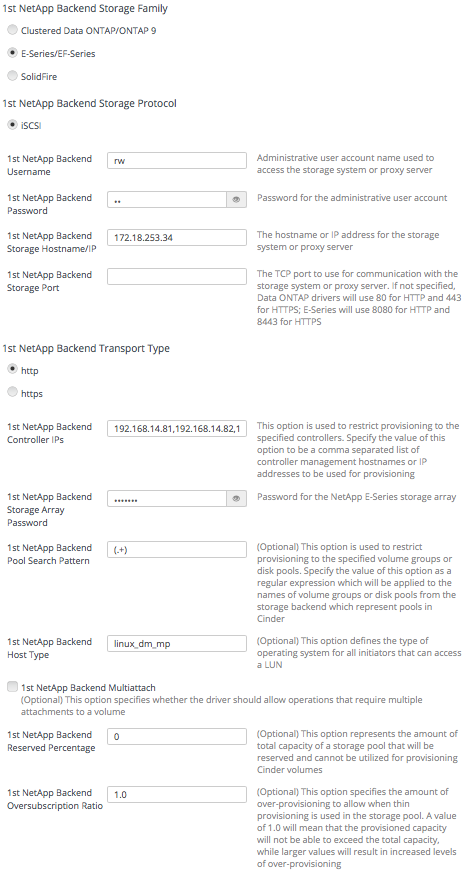 1st NetApp Backend Storage Family
Clustered Data ONTAP/ONTAP 9
E-Series/EF-Series
SolidFire
1st NetApp Backend Storage Protocol
iSCSI
1st NetApp Backend
Username
rw
Administrative user account name used to
access the storage system or proxy server
1st NetApp Backend
Password
••
Password for the administrative user account
1st NetApp Backend
Storage Hostname/IP
172.18.253.34
The hostname or IP address for the storage
system or proxy server
1st NetApp Backend
Storage Port
The TCP port to use for communication with the
storage system or proxy server. If not specified,
Data ONTAP drivers will use 80 for HTTP and 443
for HTTPS; E-Series will use 8080 for HTTP and
8443 for HTTPS
1st NetApp Backend Transport Type
http
https
1st NetApp Backend
Controller IPs
192.168.14.81,192.168.14.82,1
This option is used to restrict provisioning to the
specified controllers. Specify the value of this
option to be a comma separated list of
controller management hostnames or IP
addresses to be used for provisioning
1st NetApp Backend
Storage Array
Password
•••••••
Password for the NetApp E-Series storage array
1st NetApp Backend
Pool Search Pattern
(.+)
(Optional) This option is used to restrict
provisioning to the specified volume groups or
disk pools. Specify the value of this option as a
regular expression which will be applied to the
names of volume groups or disk pools from the
storage backend which represent pools in
Cinder
1st NetApp Backend
Host Type
linux_dm_mp
(Optional) This option defines the type of
operating system for all initiators that can access
a LUN
1st NetApp Backend Multiattach
(Optional) This option specifies whether the driver should allow operations that require multiple
attachments to a volume
1st NetApp Backend
Reserved Percentage
0
(Optional) This option represents the amount of
total capacity of a storage pool that will be
reserved and cannot be utilized for provisioning
Cinder volumes
1st NetApp Backend
Oversubscription Ratio
1.0
(Optional) This option specifies the amount of
over-provisioning to allow when thin
provisioning is used in the storage pool. A value
of 1.0 will mean that the provisioned capacity
will not be able to exceed the total capacity,
while larger values will result in increased levels
of over-provisioning